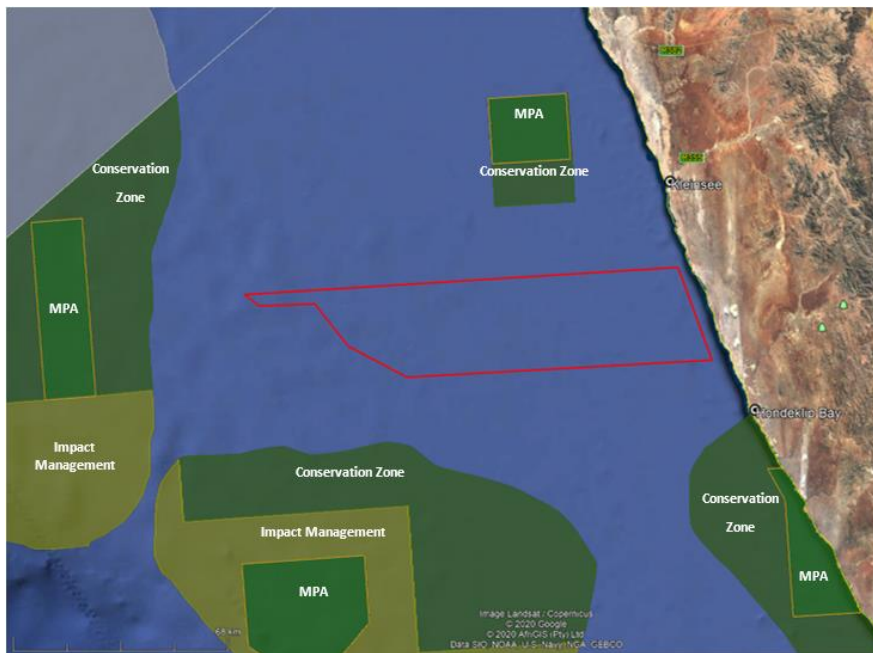 MPA
Conservation Zone
Kleinsee
Conservation
Zone
MPA
Hondeklip Bay
Impact
Management
Conservation Zone
Conservation
Zone
Impact Management
MPA
MPA
Image Landsat / Copernicus
© 2020 Google
© 2020 AfriGIS (Pty) Ltd
Data SIO, NOAA, U.S. Navy, NGA, GEBCO